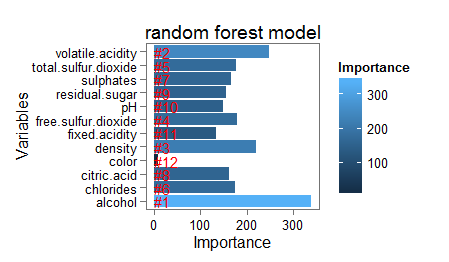 random forest model
Variables
volatile.acidity #2
total.sulfur.dioxide #5
sulphates #7
residual.sugar #9
pH #10
free.sulfur.dioxide #4
fixed.acidity #11
density #3
color #12
citric.acid #8
chlorides #6
alcohol #1
0 100 200 300
Importance
Importance
300
200
100